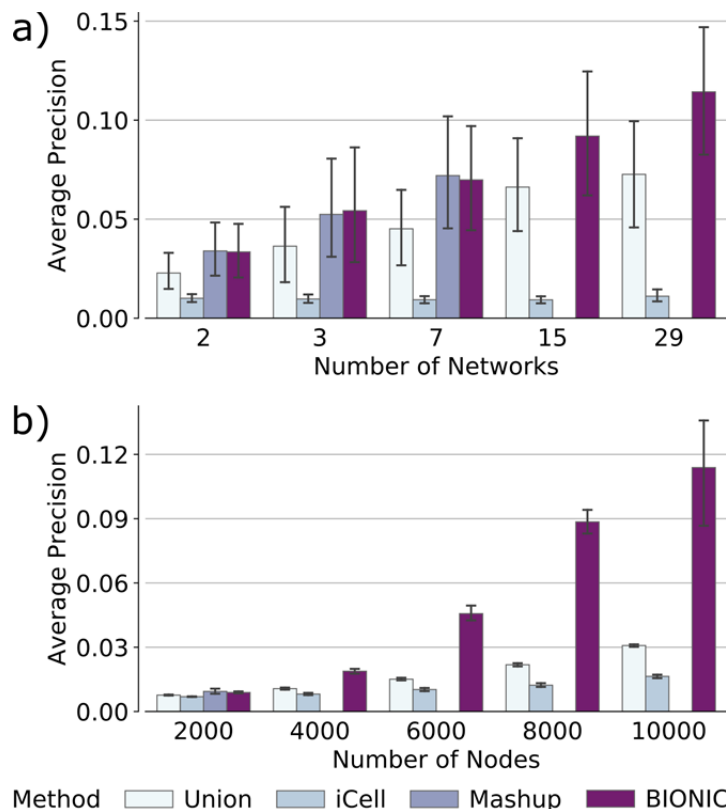 a)
0.15
0.10
0.05
0.00
Average Precision
2 3 7 15 29
Number of Networks
b)
0.12
0.09
0.06
0.03
0.00
Average Precision
2000 4000 6000 8000 10000
Number of Nodes
Method Union iCell Mashup BIONIC